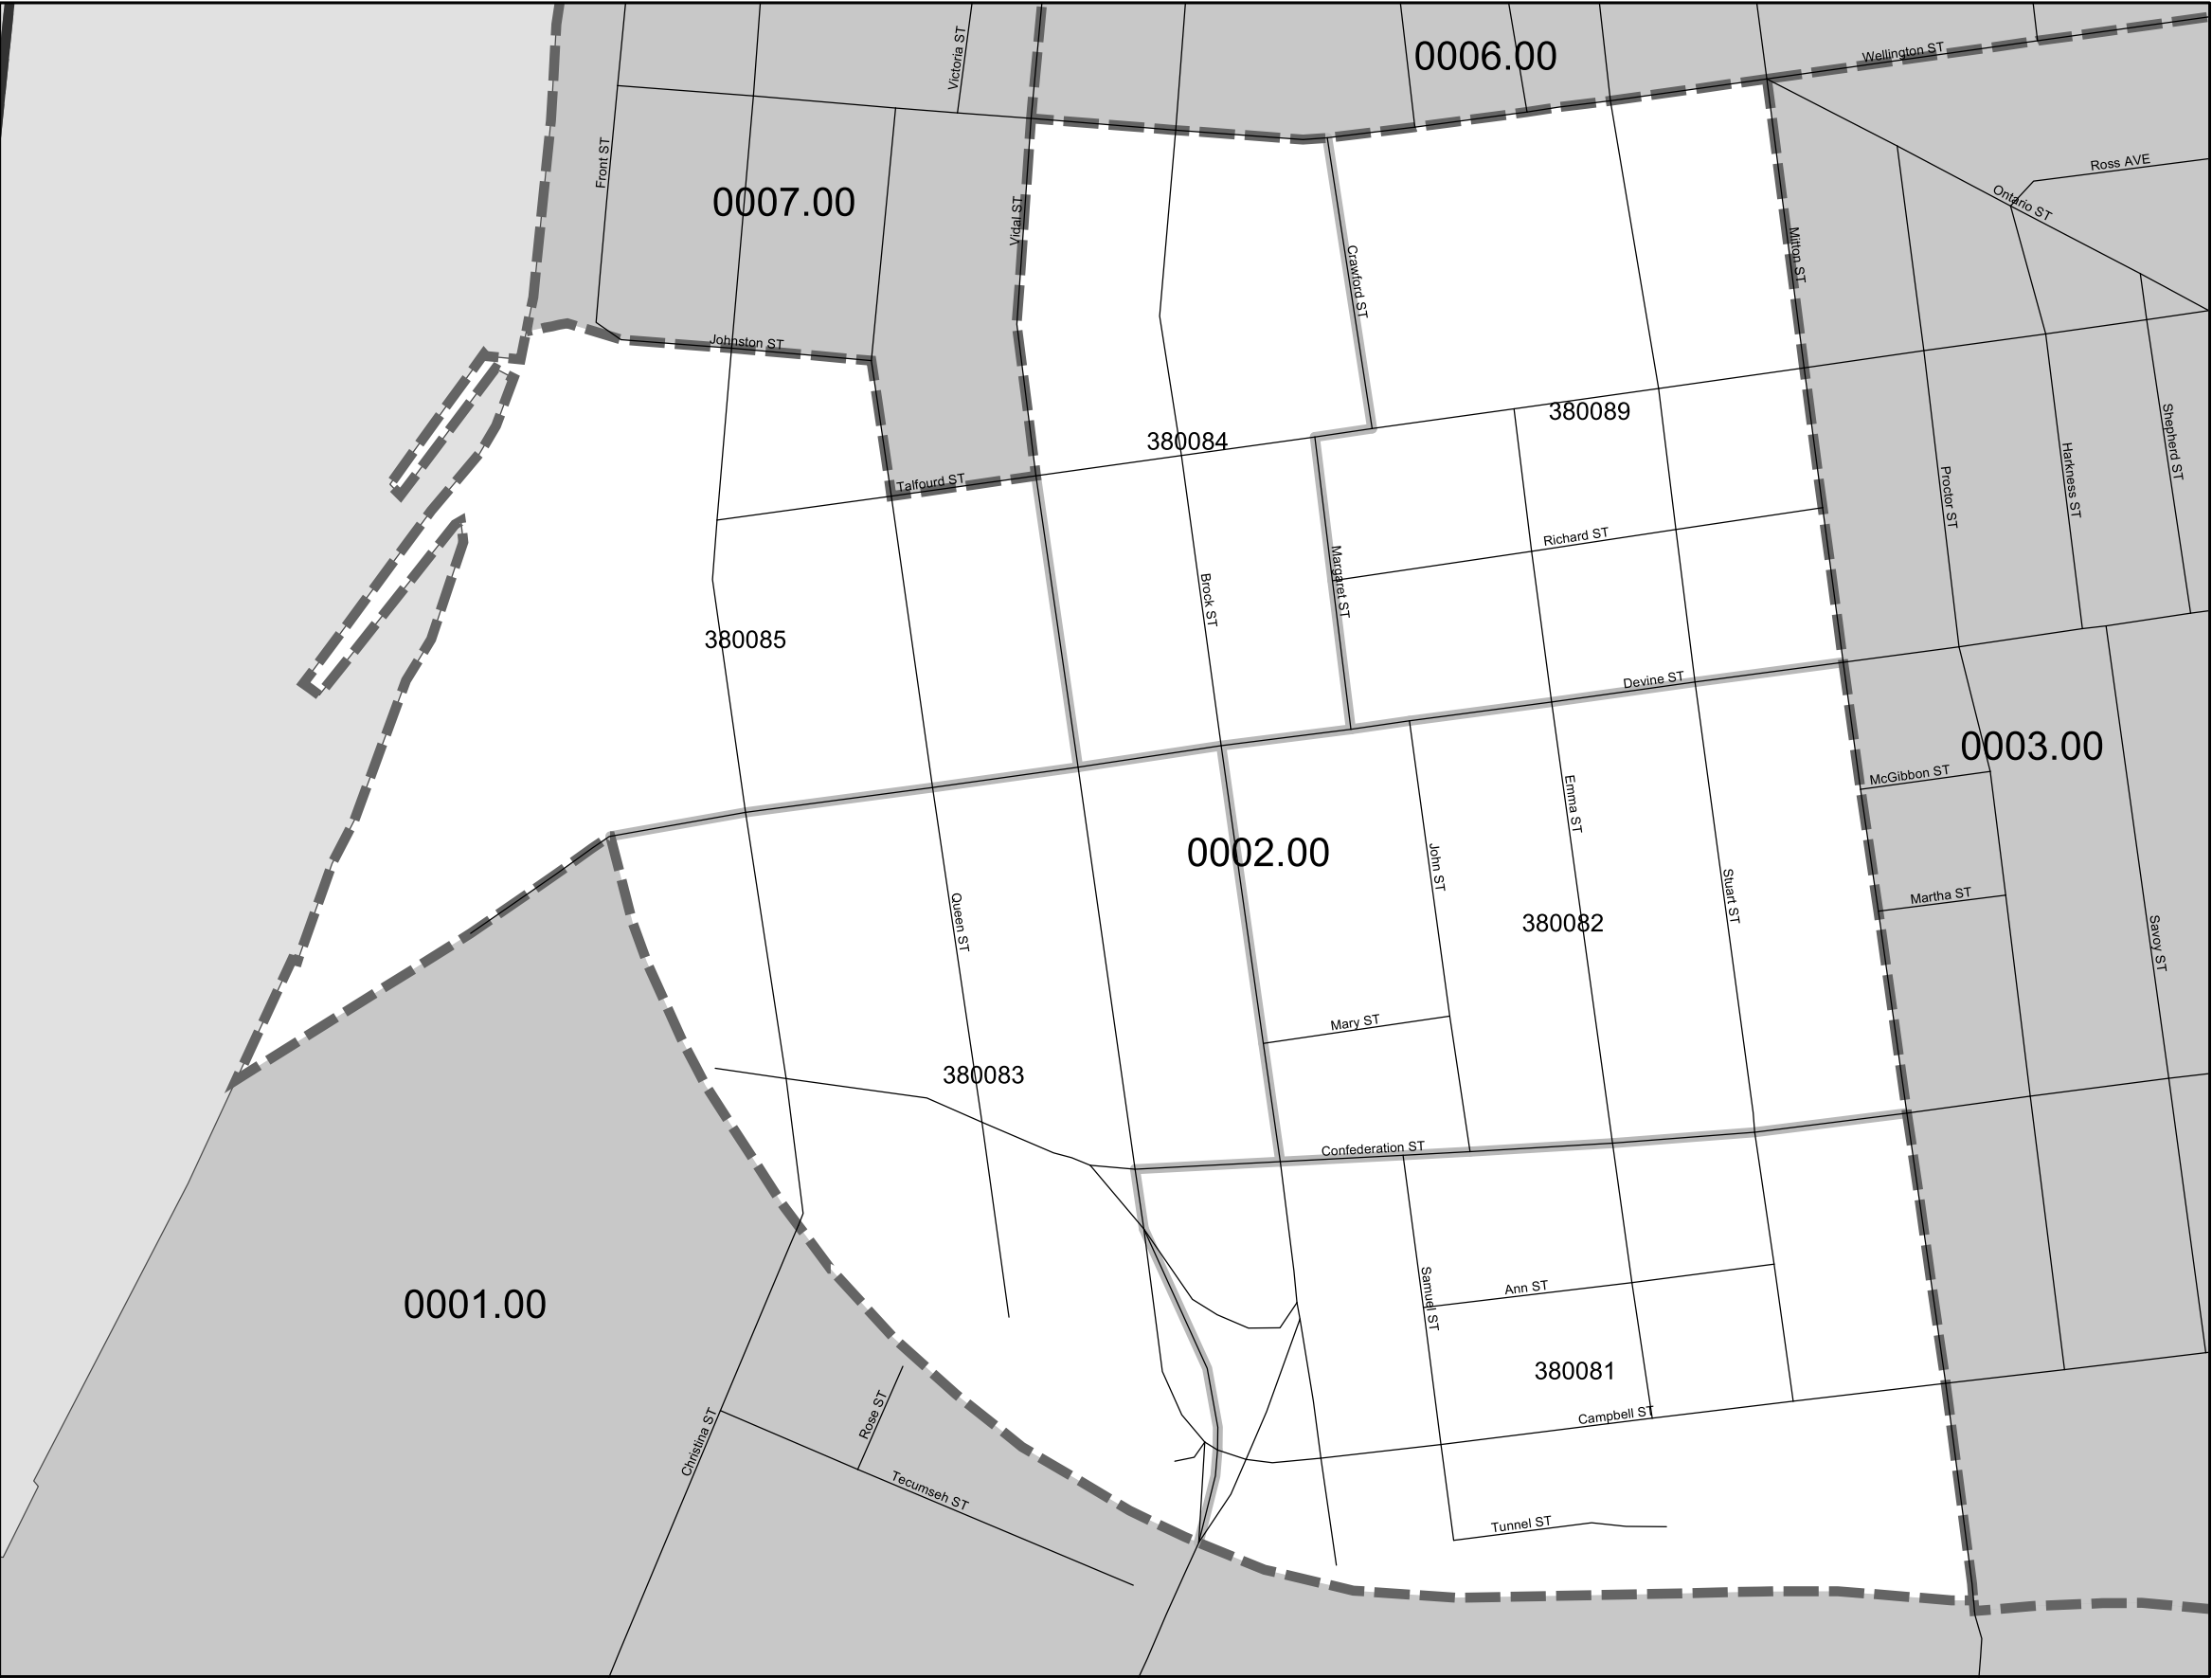 Victoria ST
0006.00
Wellington ST
Front ST
Ross AVE
0007.00
Vidal ST
Ontario ST
Mitton ST
Crawford ST
Johnston ST
380089
380084
Shepherd ST
Talfourd ST
Harkness ST
Proctor ST
Richard ST
Margaret ST
Brock ST
380085
Devine ST
0003.00
McGibbon ST
Emma ST
0002.00
John ST
Martha ST
Stuart ST
Queen ST
380082
Savoy ST
Mary ST
380083
Confederation ST
0001.00
Ann ST
Samuel ST
380081
Rose ST
Campbell ST
Christina ST
Tecumseh ST
Tunnel ST